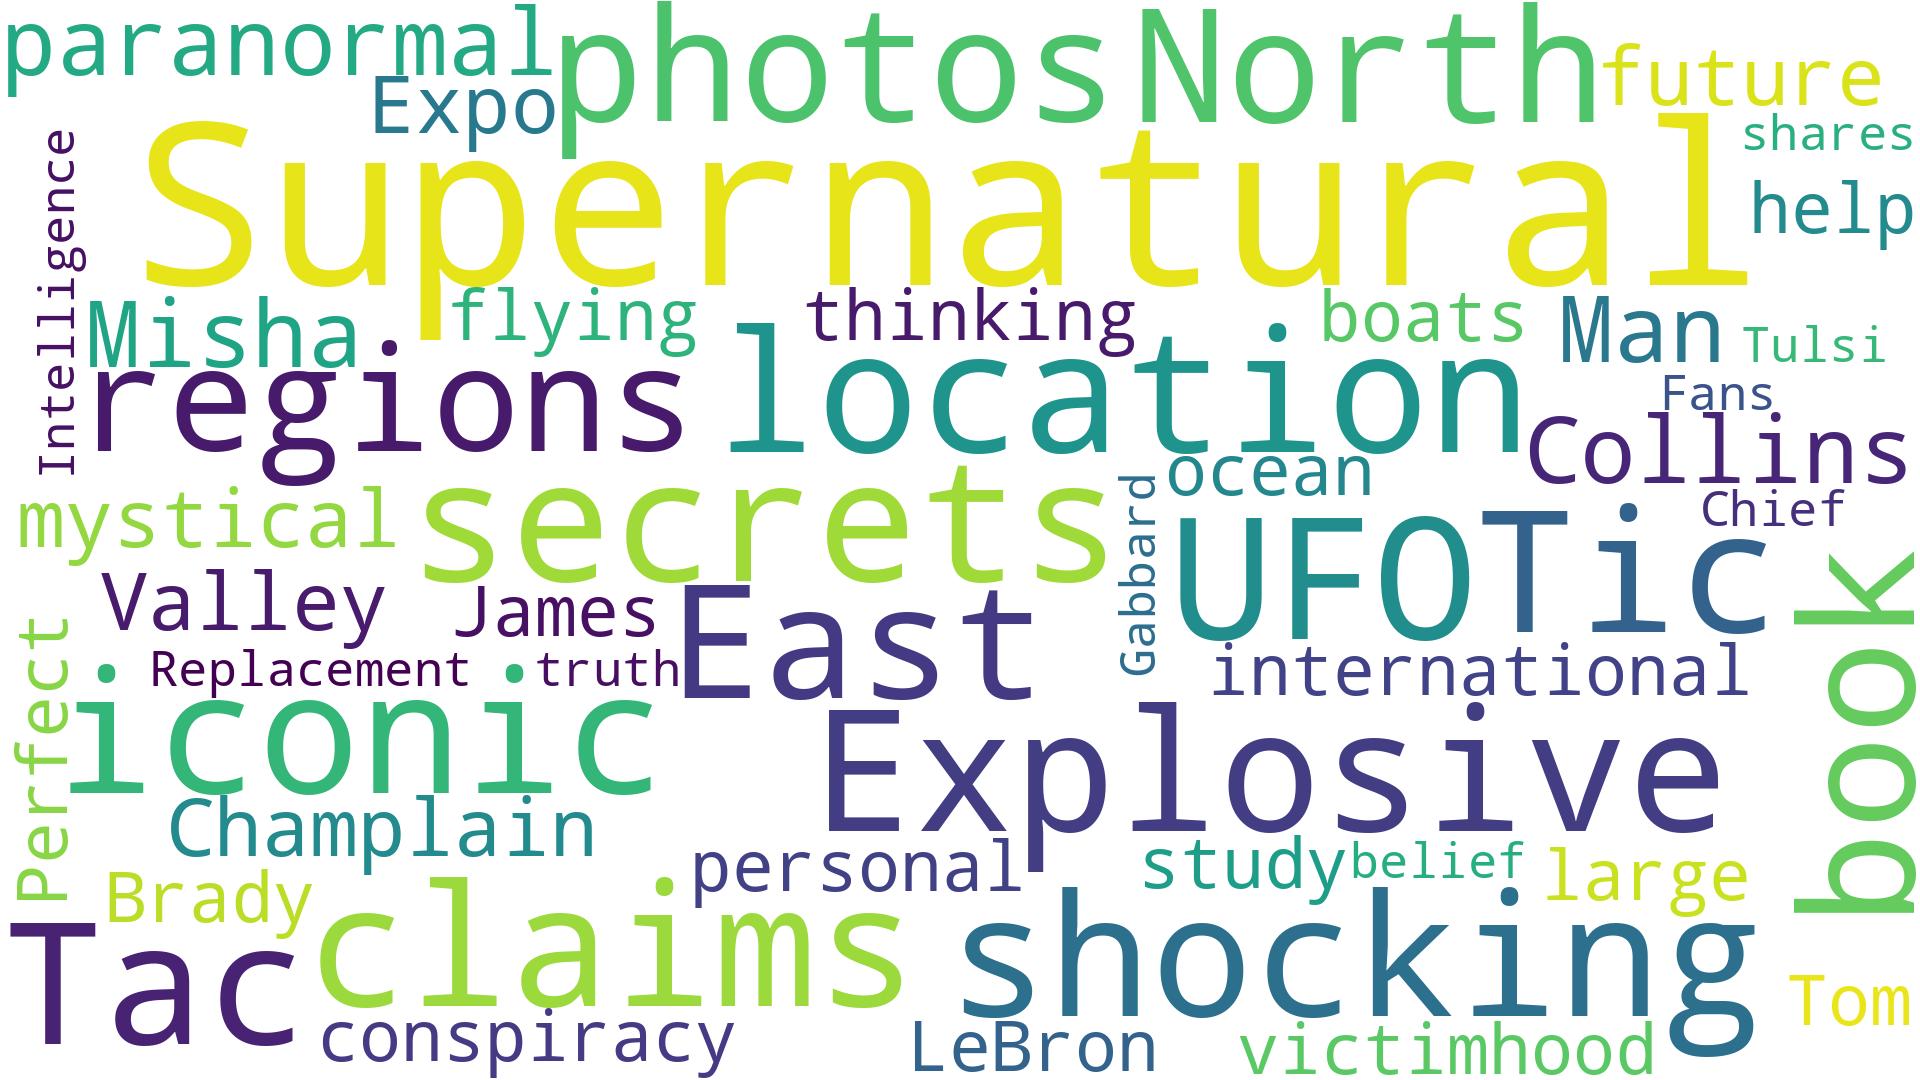 paranormal
photos
North
future
Expo
shares
Supernatural
help
Intelligence
Misha
flying
thinking
boats
Man
Tulsi
regions
location
Fans
Collins
ocean
mystical
secrets
Gabbard
UFO
Tic
Chief
book
Valley
James
East
Replacement
truth
international
Perfect
iconic
Explosive
Champlain
personal
study
belief
large
Brady
Tac
claims
shocking
Tom
conspiracy
LeBron
victimhood